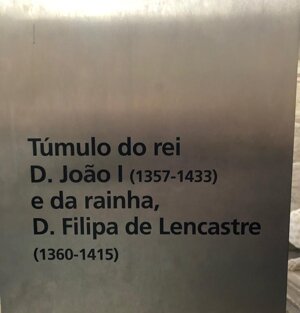 Túmulo do rei
D. João I (1357-1433)
e da rainha,
D. Filipa de Lencastre
(1360-1415)